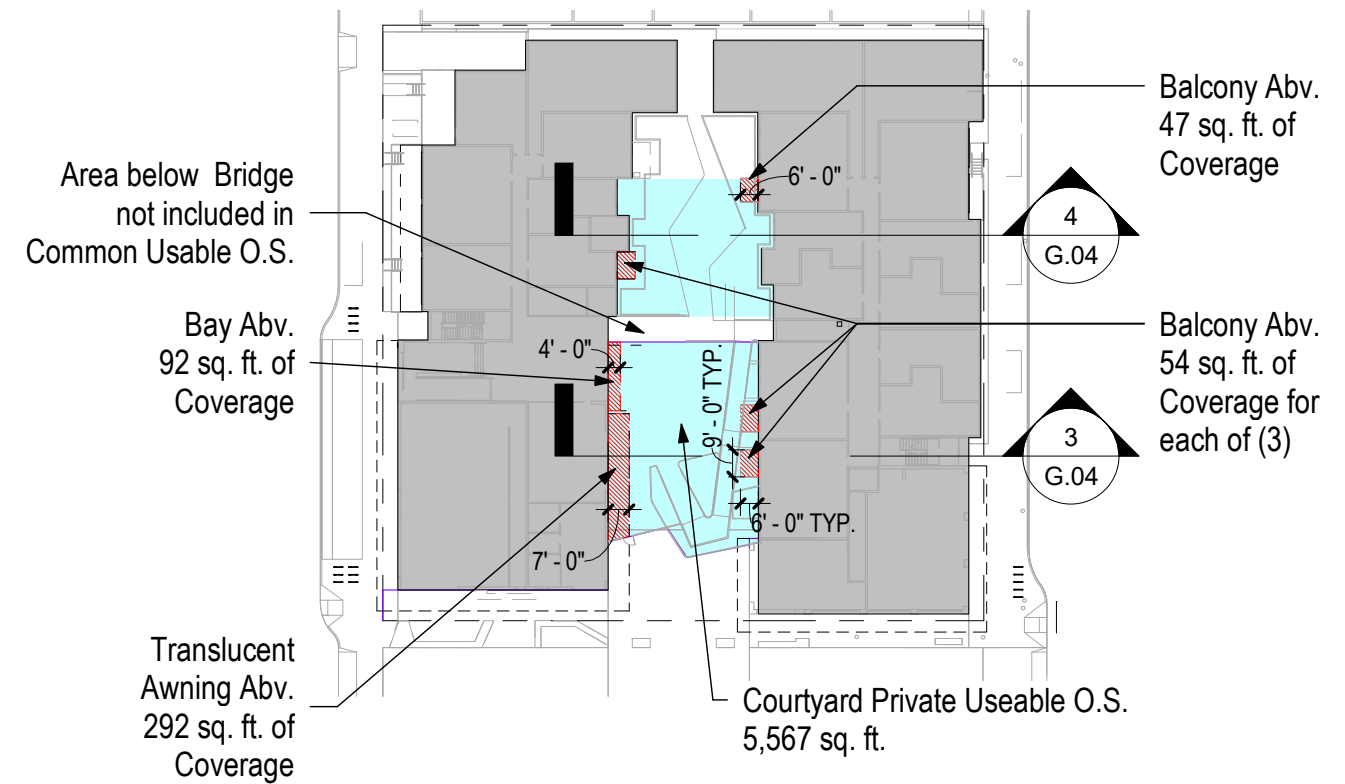 Balcony Abv.
47 sq. ft. of
Coverage
Area below Bridge
not included in
Common Usable O.S.
6' - 0"
4
G.04
Bay Abv.
92 sq. ft. of
Coverage
4' - 0"
9' - 0" TYP.
Balcony Abv.
54 sq. ft. of
Coverage for
each of (3)
3
G.04
6' - 0" TYP.
7' - 0"
Translucent
Awning Abv.
292 sq. ft. of
Coverage
Courtyard Private Useable O.S.
5,567 sq. ft.